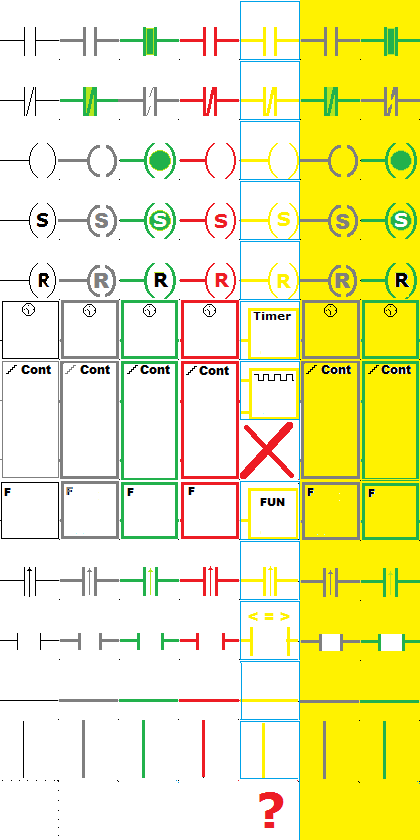 S S S S S S S
R R R R R R R
Timer
Cont Cont Cont Cont Cont Cont
F F F F FUN F F
< = >
?